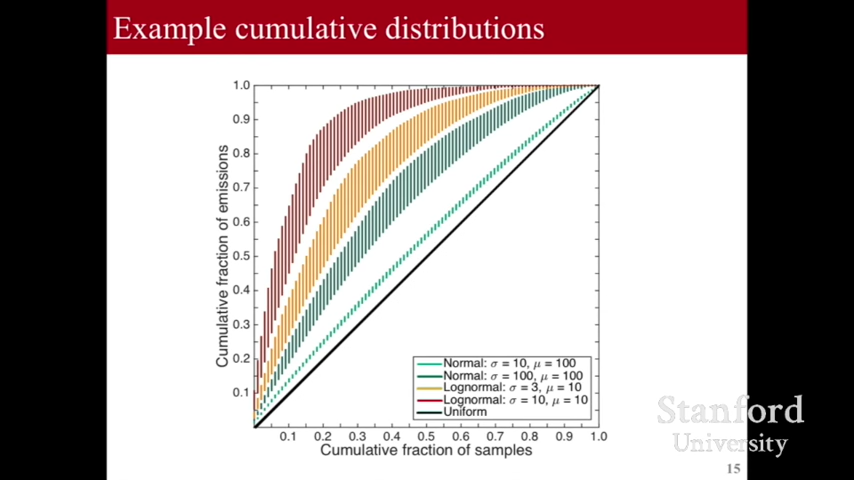 Example cumulative distributions
Cumulative fraction of emissions
1.0
0.9
0.8
0.7
0.6
0.5
0.4
0.3
0.2
0.1
Normal: σ = 10, μ = 100
Normal: σ = 100, μ = 100
Lognormal: σ = 3, μ = 10
Lognormal: σ = 10, μ = 10
Uniform
0.1 0.2 0.3 0.4 0.5 0.6 0.7 0.8 0.9 1.0
Cumulative fraction of samples
Stanford
University
15